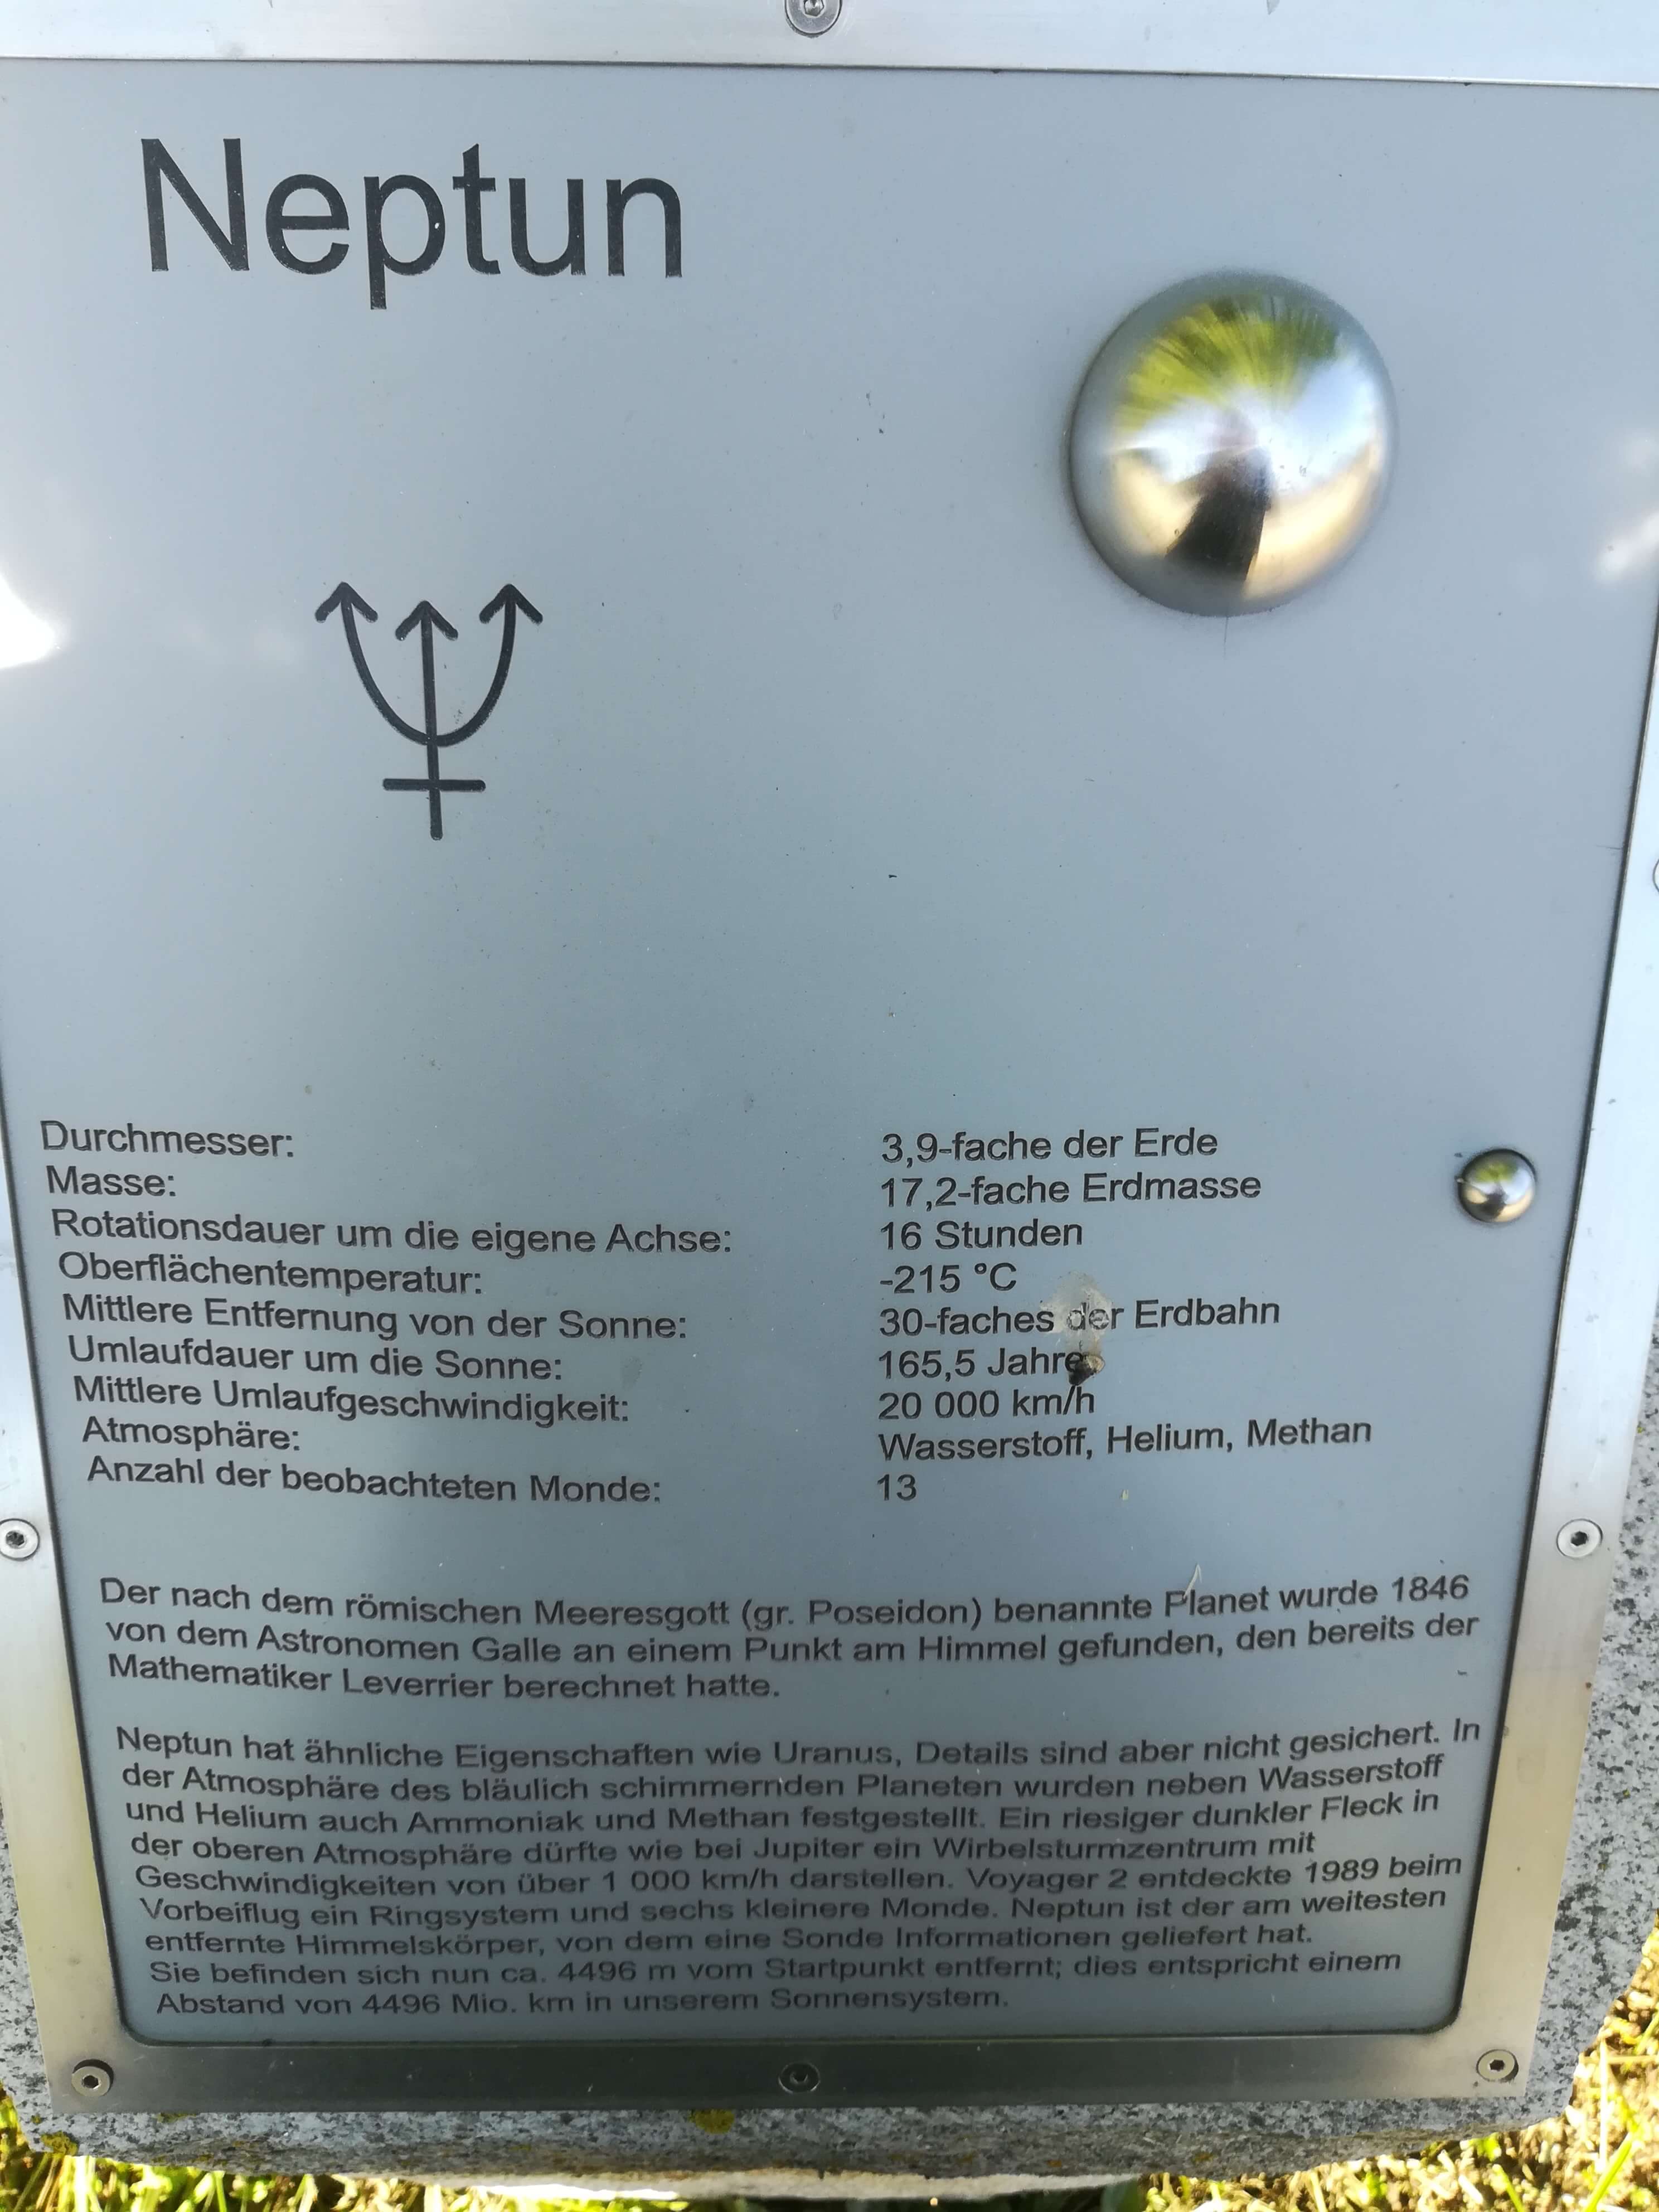 Neptun
Durchmesser: 3,9-fache der Erde
Masse: 17,2-fache Erdmasse
Rotationsdauer um die eigene Achse: 16 Stunden
Oberflächentemperatur: -215 °C
Mittlere Entfernung von der Sonne: 30-faches der Erdbahn
Umlaufdauer um die Sonne: 165,5 Jahre
Mittlere Umlaufgeschwindigkeit: 20 000 km/h
Atmosphäre: Wasserstoff, Helium, Methan
Anzahl der beobachteten Monde: 13
Der nach dem römischen Meeresgott (gr. Poseidon) benannte Planet wurde 1846
von dem Astronomen Galle an einem Punkt am Himmel gefunden, den bereits der
Mathematiker Leverrier berechnet hatte.
Neptun hat ähnliche Eigenschaften wie Uranus, Details sind aber nicht gesichert. In
der Atmosphäre des bläulich schimmernden Planeten wurden neben Wasserstoff
und Helium auch Ammoniak und Methan festgestellt. Ein riesiger dunkler Fleck in
der oberen Atmosphäre dürfte wie bei Jupiter ein Wirbelsturmzentrum mit
Geschwindigkeiten von über 1 000 km/h darstellen. Voyager 2 entdeckte 1989 beim
Vorbeiflug ein Ringsystem und sechs kleinere Monde. Neptun ist der am weitesten
entfernte Himmelskörper, von dem eine Sonde Informationen geliefert hat.
Sie befinden sich nun ca. 4496 m vom Startpunkt entfernt; dies entspricht einem
Abstand von 4496 Mio. km in unserem Sonnensystem.